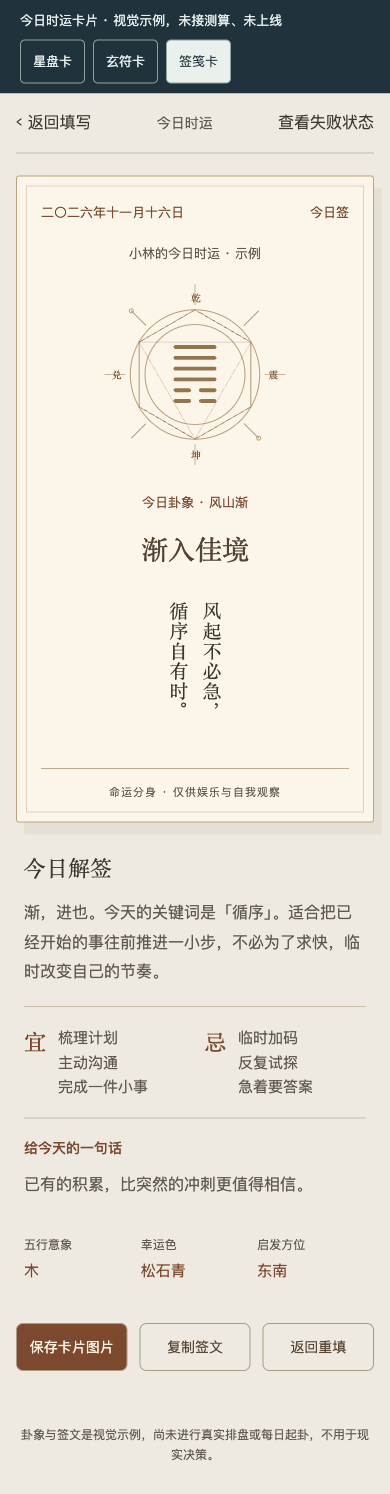 今日时运卡片 · 视觉示例，未接测算、未上线
星盘卡
玄符卡
签笺卡
‹ 返回填写
今日时运
查看失败状态
二〇二六年十一月十六日
今日签
小林的今日时运 · 示例
乾
兑
震
坤
今日卦象 · 风山渐
渐入佳境
风起不必急，
循序自有时。
命运分身 · 仅供娱乐与自我观察
今日解签
渐，进也。今天的关键词是「循序」。适合把已
经开始的事往前推进一小步，不必为了求快，临
时改变自己的节奏。
宜
梳理计划
主动沟通
完成一件小事
忌
临时加码
反复试探
急着要答案
给今天的一句话
已有的积累，比突然的冲刺更值得相信。
五行意象
木
幸运色
松石青
启发方位
东南
保存卡片图片
复制签文
返回重填
卦象与签文是视觉示例，尚未进行真实排盘或每日起卦，不用于现
实决策。